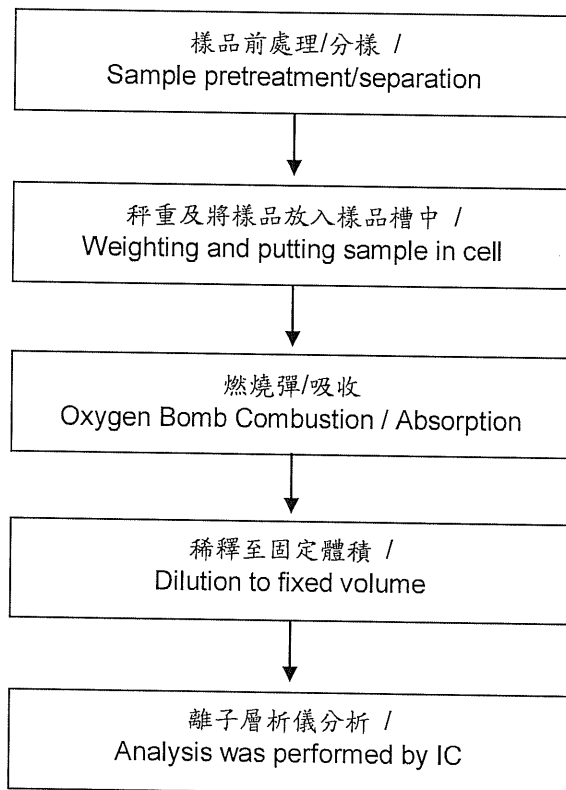 樣品前處理/分樣 /
Sample pretreatment/separation
秤重及將樣品放入樣品槽中 /
Weighting and putting sample in cell
燃燒彈/吸收
Oxygen Bomb Combustion / Absorption
稀釋至固定體積 /
Dilution to fixed volume
離子層析儀分析 /
Analysis was performed by IC